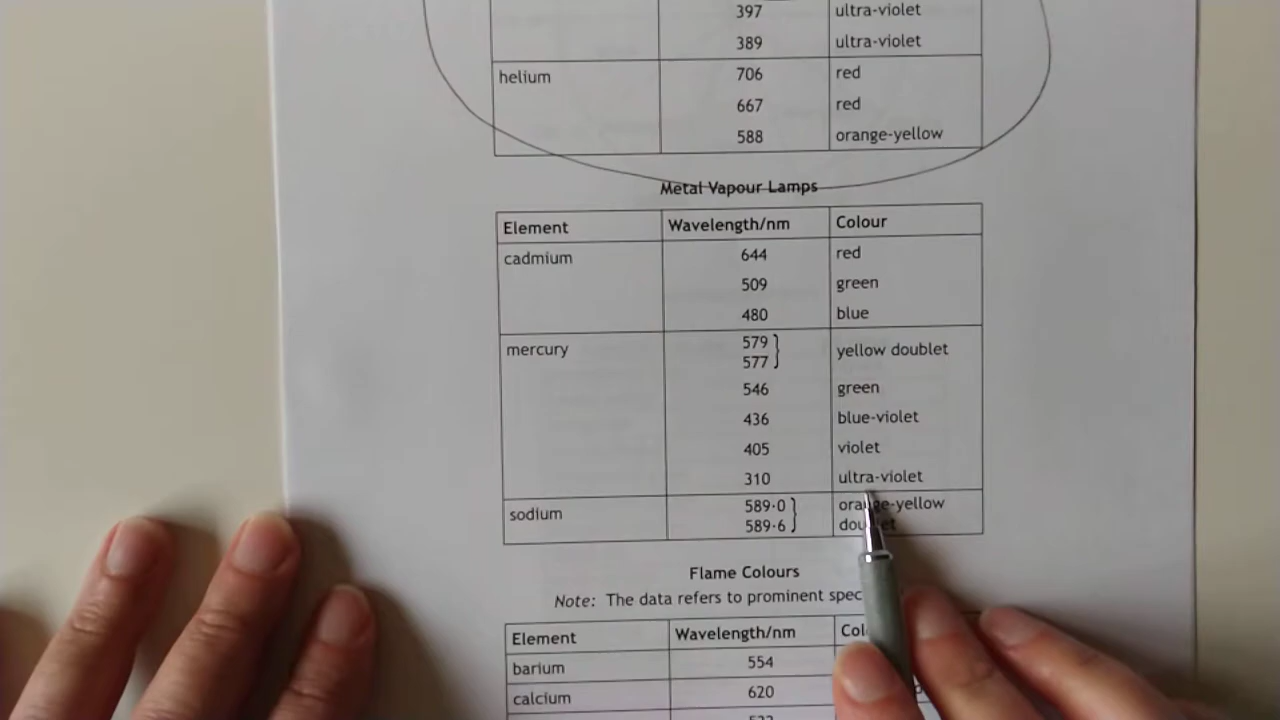 397 ultra-violet
389 ultra-violet
helium 706 red
667 red
588 orange-yellow
Metal Vapour Lamps
Element Wavelength/nm Colour
cadmium 644 red
509 green
480 blue
mercury 579 yellow doublet
577
546 green
436 blue-violet
405 violet
310 ultra-violet
sodium 589·0 orange-yellow
589·6 doublet
Flame Colours
Note: The data refers to prominent
Element Wavelength/nm
barium 554
calcium 620